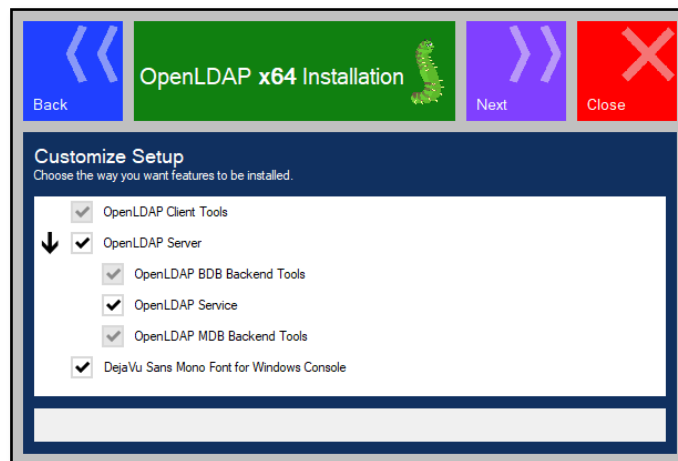 Back
OpenLDAP x64 Installation
Next
Close
Customize Setup
Choose the way you want features to be installed.
OpenLDAP Client Tools
OpenLDAP Server
OpenLDAP BDB Backend Tools
OpenLDAP Service
OpenLDAP MDB Backend Tools
DejaVu Sans Mono Font for Windows Console